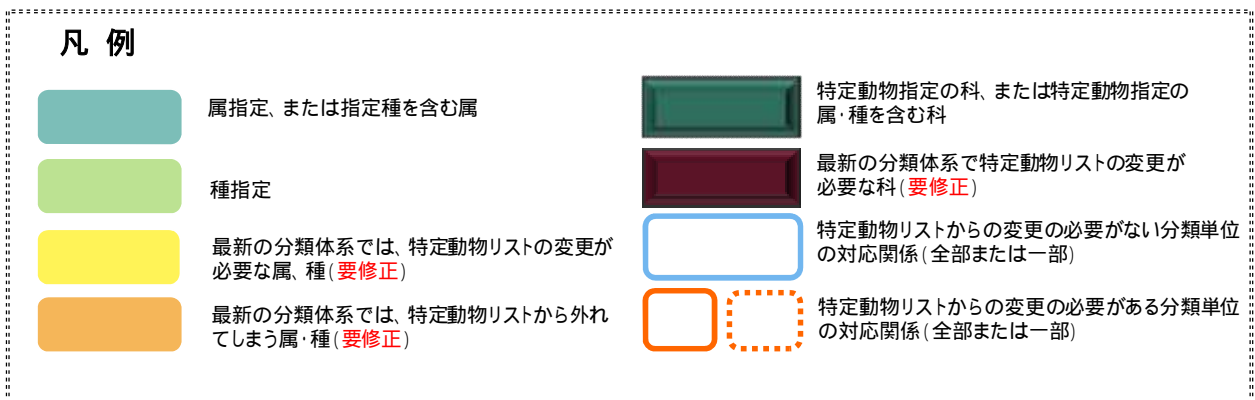 凡 例
属指定、または指定種を含む属
種指定
最新の分類体系では、特定動物リストの変更が
必要な属、種(要修正)
最新の分類体系では、特定動物リストから外れ
てしまう属・種(要修正)
特定動物指定の科、または特定動物指定の
属・種を含む科
最新の分類体系で特定動物リストの変更が
必要な科(要修正)
特定動物リストからの変更の必要がない分類単位
の対応関係(全部または一部)
特定動物リストからの変更の必要がある分類単位
の対応関係(全部または一部)